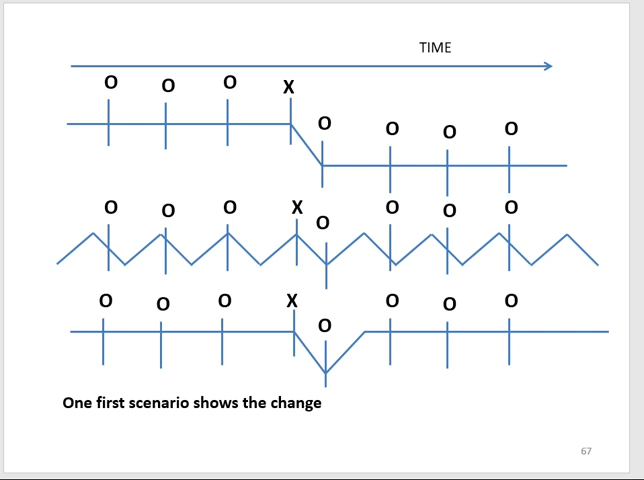 TIME
O O O X
O O O O
O O O X O O O O
O O O X O O O O
One first scenario shows the change
67